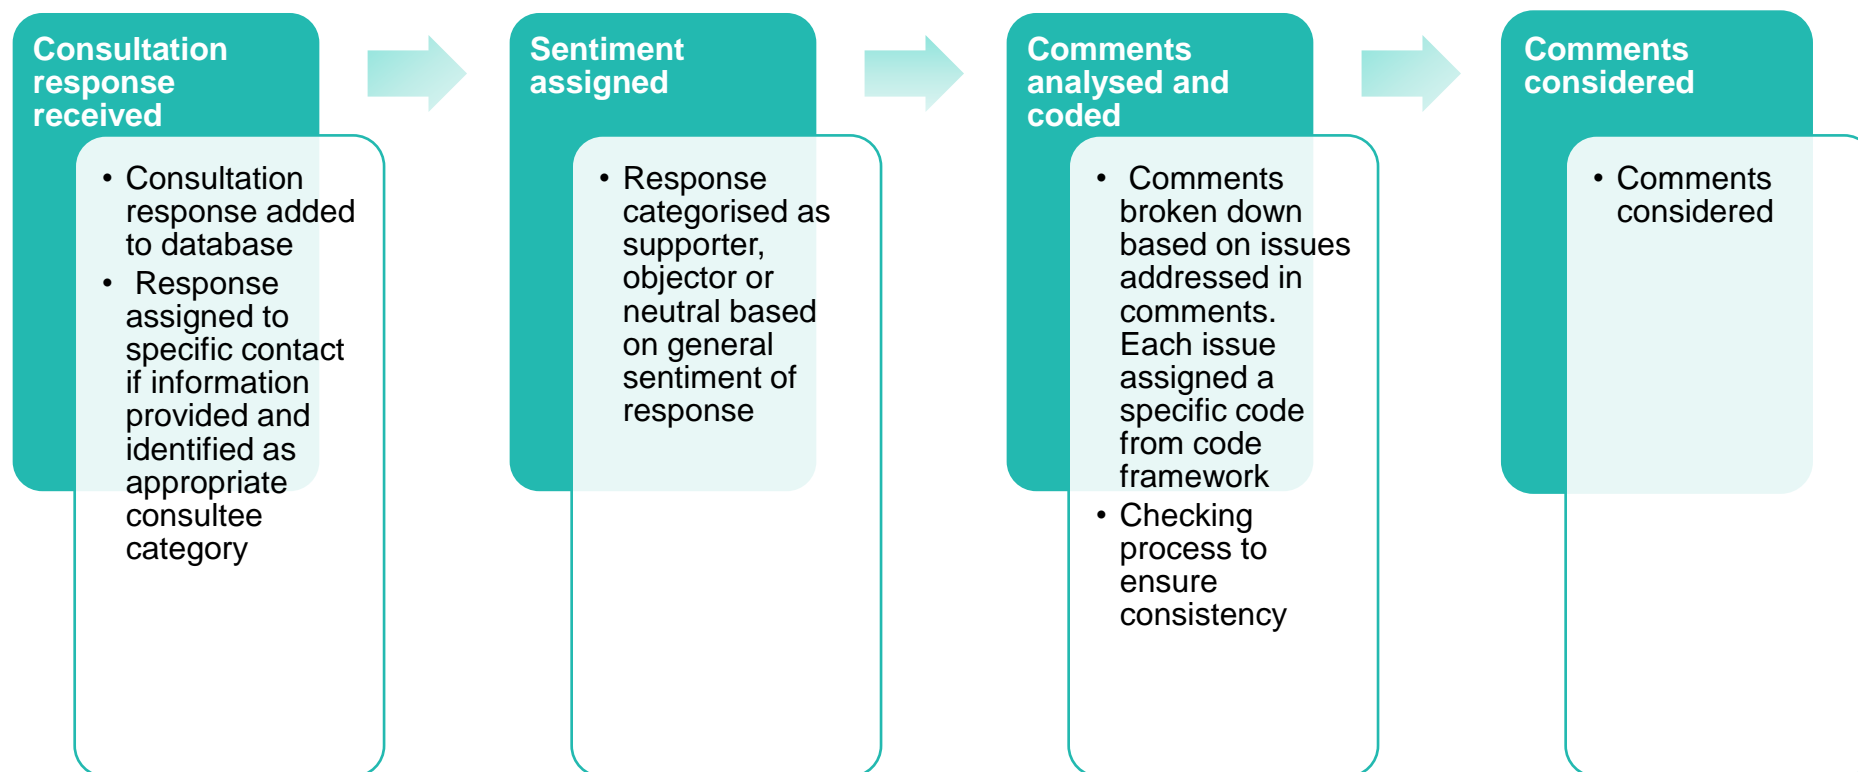 Consultation
response
received
• Consultation
response added
to database
• Response
assigned to
specific contact
if information
provided and
identified as
appropriate
consultee
category
Sentiment
assigned
• Response
categorised as
supporter,
objector or
neutral based
on general
sentiment of
response
Comments
analysed and
coded
• Comments
broken down
based on issues
addressed in
comments.
Each issue
assigned a
specific code
from code
framework
• Checking
process to
ensure
consistency
Comments
considered
• Comments
considered